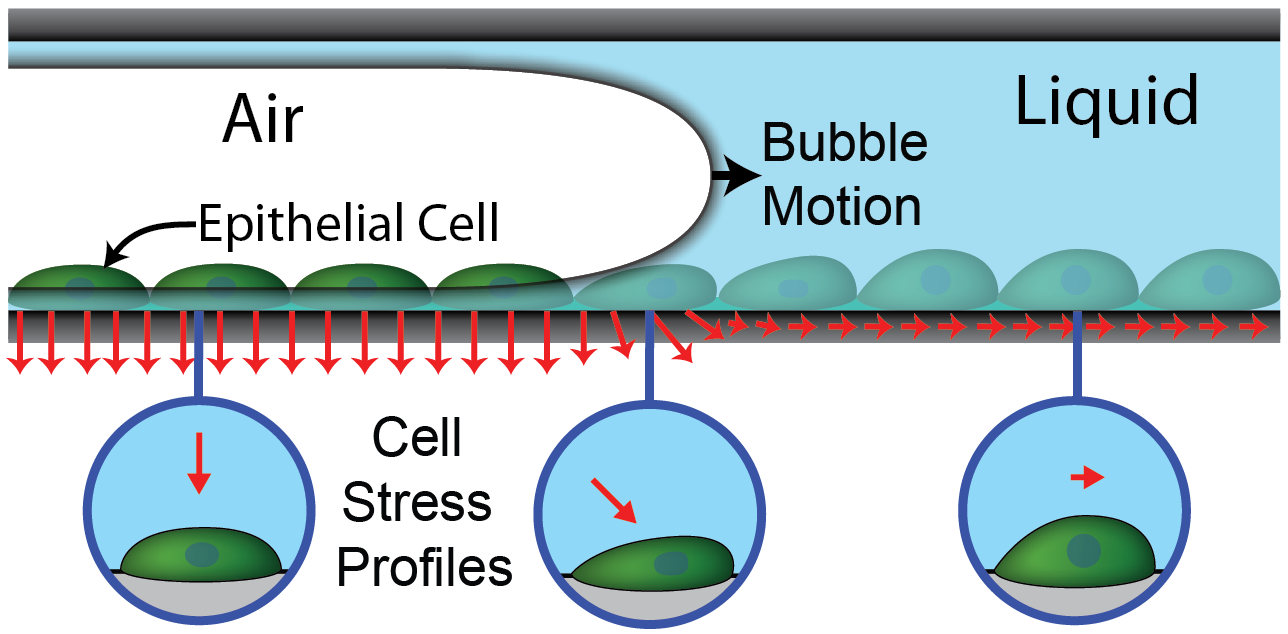 Air
Liquid
Bubble
Motion
Epithelial Cell
Cell
Stress
Profiles